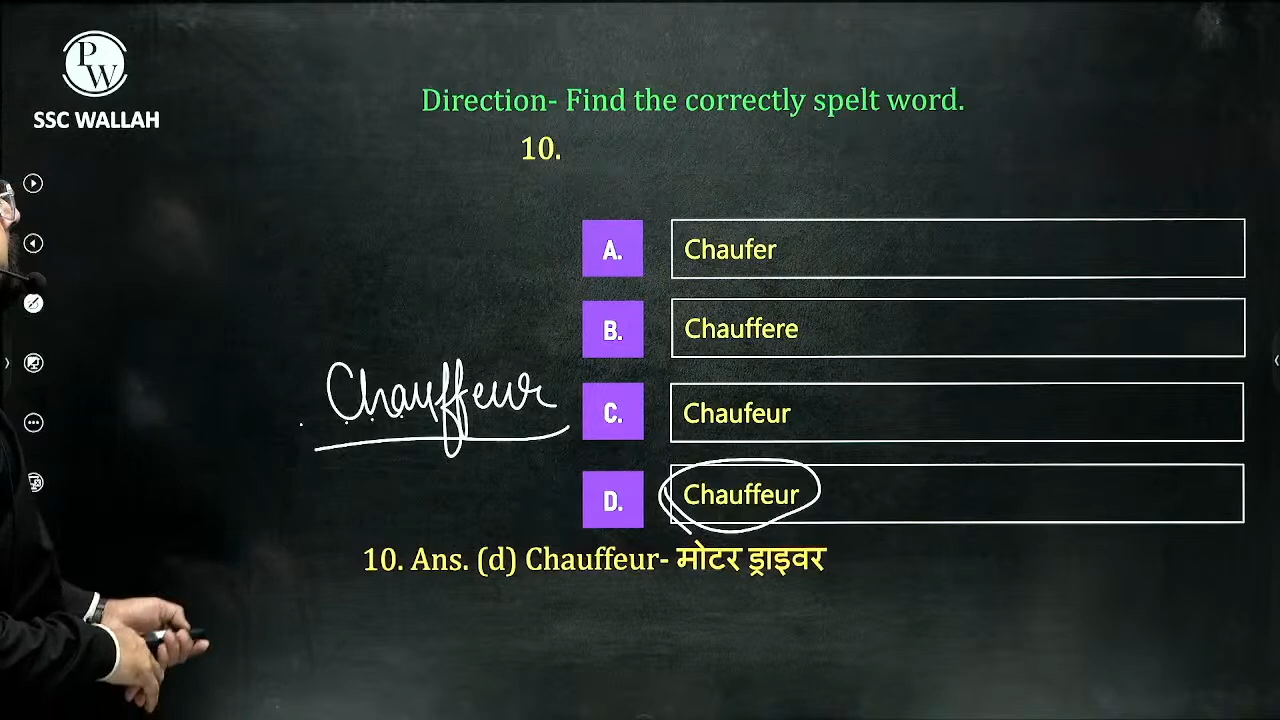 PW
SSC WALLAH
Direction- Find the correctly spelt word.
10.
A. Chaufer
B. Chauffere
Chauffeur
C. Chaufeur
D. Chauffeur
10. Ans. (d) Chauffeur- मोटर ड्राइवर